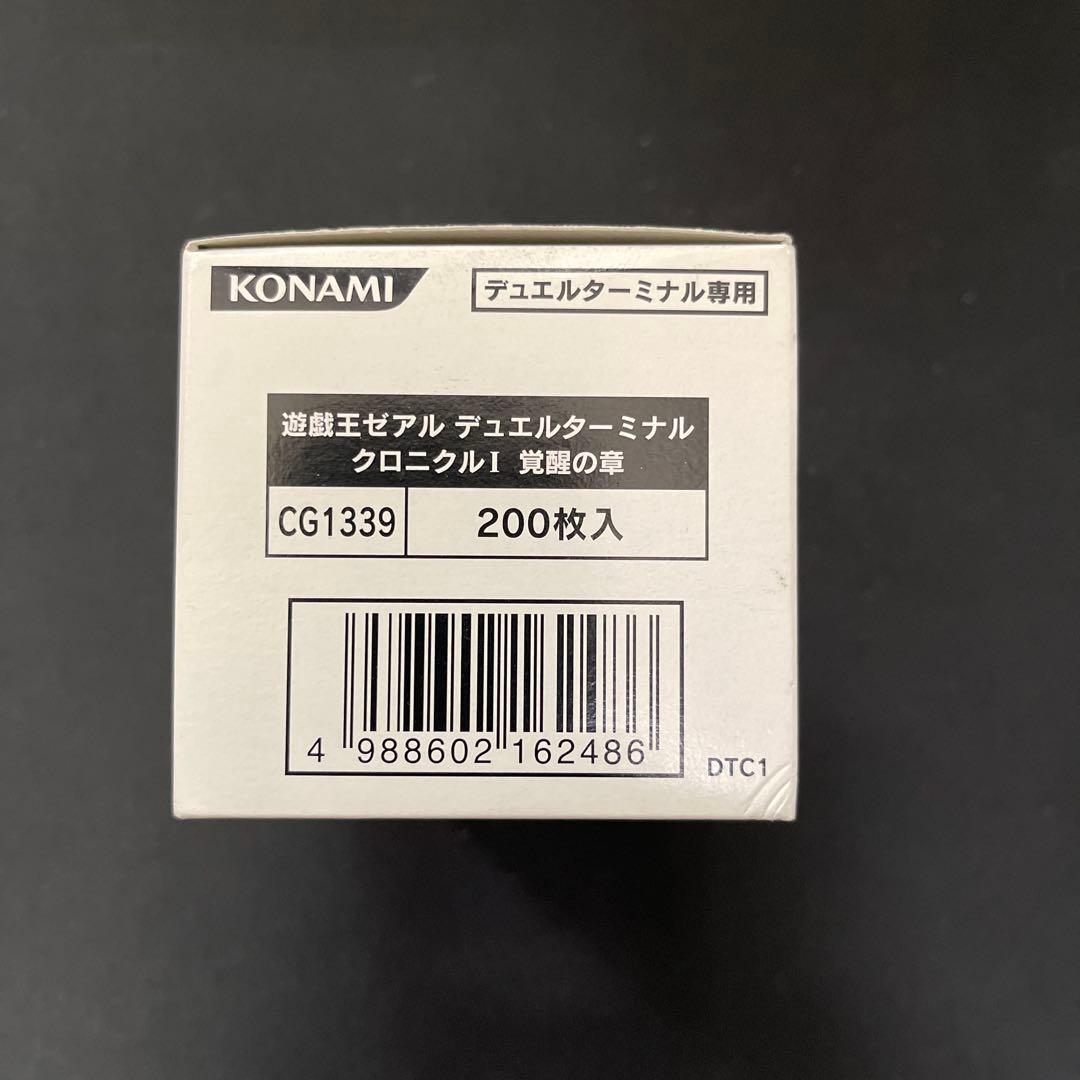 KONAMI
デュエルターミナル専用
遊戯王ゼアル デュエルターミナル
クロニクルI 覚醒の章
CG1339
200枚入
4 988602 162486
DTC1